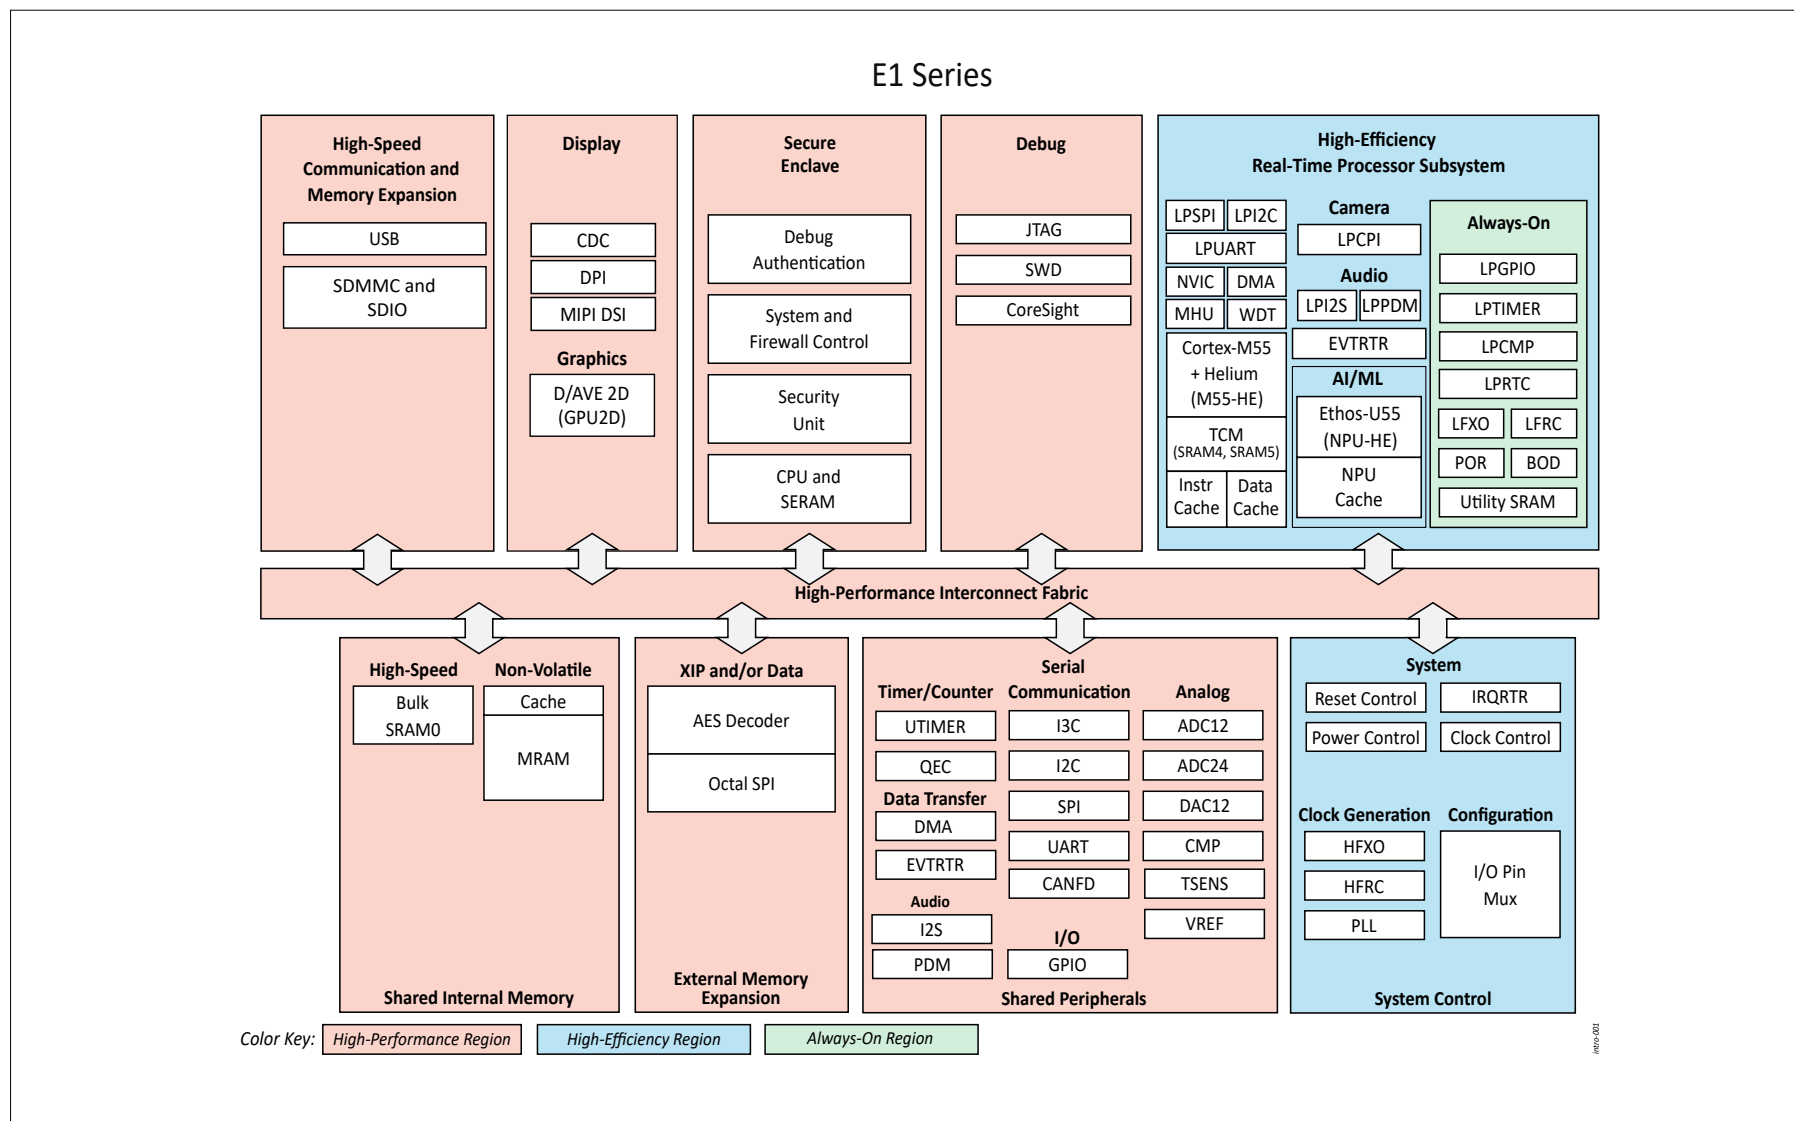 E1 Series
High-Speed
Communication and
Memory Expansion
USB
SDMMC and
SDIO
Display
CDC
DPI
MIPI DSI
Graphics
D/AVE 2D
(GPU2D)
Secure
Enclave
Debug
Authentication
System and
Firewall Control
Security
Unit
CPU and
SERAM
Debug
JTAG
SWD
CoreSight
High-Efficiency
Real-Time Processor Subsystem
LPSPI
LPI2C
LPUART
NVIC
DMA
MHU
WDT
Cortex-M55
+ Helium
(M55-HE)
TCM
(SRAM4, SRAM5)
Instr
Cache
Data
Cache
Camera
LPCPI
Audio
LPI2S
LPPDM
EVTRTR
AI/ML
Ethos-U55
(NPU-HE)
NPU
Cache
Always-On
LPGPIO
LPTIMER
LPCMP
LPRTC
LFXO
LFRC
POR
BOD
Utility SRAM
High-Performance Interconnect Fabric
High-Speed
Bulk
SRAM0
Non-Volatile
Cache
MRAM
Shared Internal Memory
XIP and/or Data
AES Decoder
Octal SPI
External Memory
Expansion
Timer/Counter
UTIMER
QEC
Data Transfer
DMA
EVTRTR
Audio
I2S
PDM
Serial
Communication
I3C
I2C
SPI
UART
CANFD
I/O
GPIO
Analog
ADC12
ADC24
DAC12
CMP
TSENS
VREF
Shared Peripherals
System
Reset Control
IRQRTR
Power Control
Clock Control
Clock Generation
HFXO
HFRC
PLL
Configuration
I/O Pin
Mux
System Control
Color Key:
High-Performance Region
High-Efficiency Region
Always-On Region
intro-001